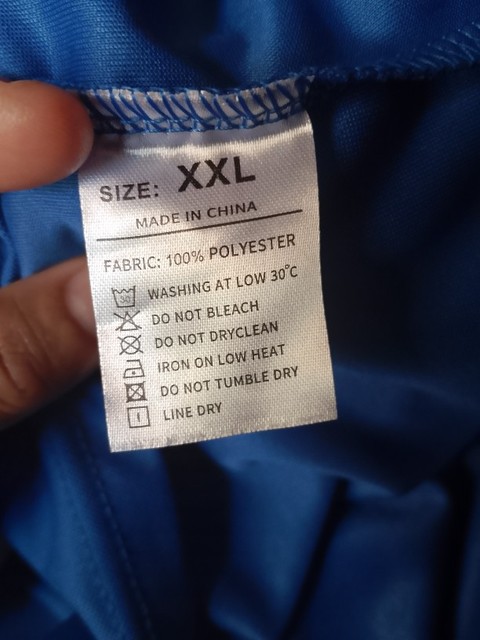 SIZE: XXL
MADE IN CHINA
FABRIC: 100% POLYESTER
WASHING AT LOW 30°C
DO NOT BLEACH
DO NOT DRYCLEAN
IRON ON LOW HEAT
DO NOT TUMBLE DRY
LINE DRY